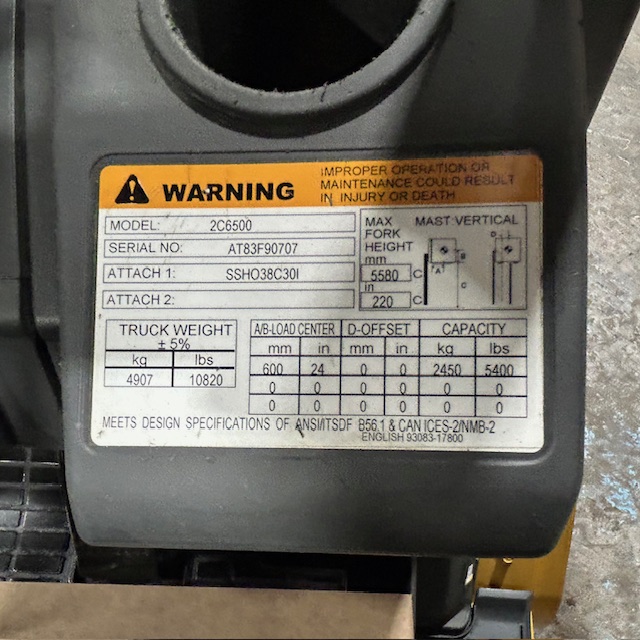 WARNING
IMPROPER OPERATION OR
MAINTENANCE COULD RESULT
IN INJURY OR DEATH
MODEL: 2C6500
SERIAL NO: AT83F90707
ATTACH 1: SSHO38C30I
ATTACH 2:
MAX FORK HEIGHT
mm
5580 C
in
220 C
MAST:VERTICAL
D
B
A
C
TRUCK WEIGHT
± 5%
kg lbs
4907 10820
A/B-LOAD CENTER D-OFFSET CAPACITY
mm in mm in kg lbs
600 24 0 0 2450 5400
0 0 0 0 0 0
0 0 0 0 0 0
MEETS DESIGN SPECIFICATIONS OF ANSI/ITSDF B56.1 & CAN ICES-2/NMB-2
ENGLISH 93083-17800